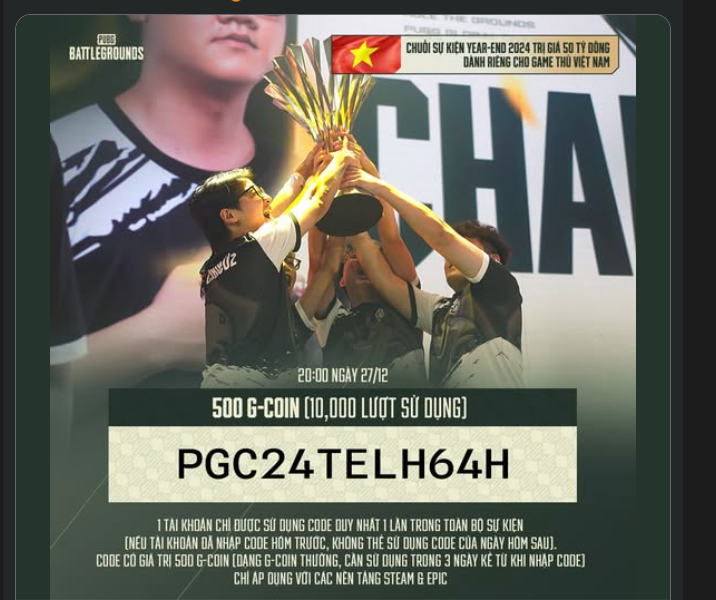 PUBG
BATTLEGROUNDS
CHUỖI SỰ KIỆN YEAR-END 2024 TRỊ GIÁ 50 TỶ ĐỒNG
DÀNH RIÊNG CHO GAME THỦ VIỆT NAM
THE GROUNDS
CHA
20:00 NGÀY 27/12
500 G-COIN (10,000 LƯỢT SỬ DỤNG)
PGC24TELH64H
1 TÀI KHOẢN CHỈ ĐƯỢC SỬ DỤNG CODE DUY NHẤT 1 LẦN TRONG TOÀN BỘ SỰ KIỆN
(NẾU TÀI KHOẢN ĐÃ NHẬP CODE HÔM TRƯỚC, KHÔNG THỂ SỬ DỤNG CODE CỦA NGÀY HÔM SAU).
CODE CÓ GIÁ TRỊ 500 G-COIN (DẠNG G-COIN THƯỜNG, CẦN SỬ DỤNG TRONG 3 NGÀY KỂ TỪ KHI NHẬP CODE)
CHỈ ÁP DỤNG VỚI CÁC NỀN TẢNG STEAM & EPIC